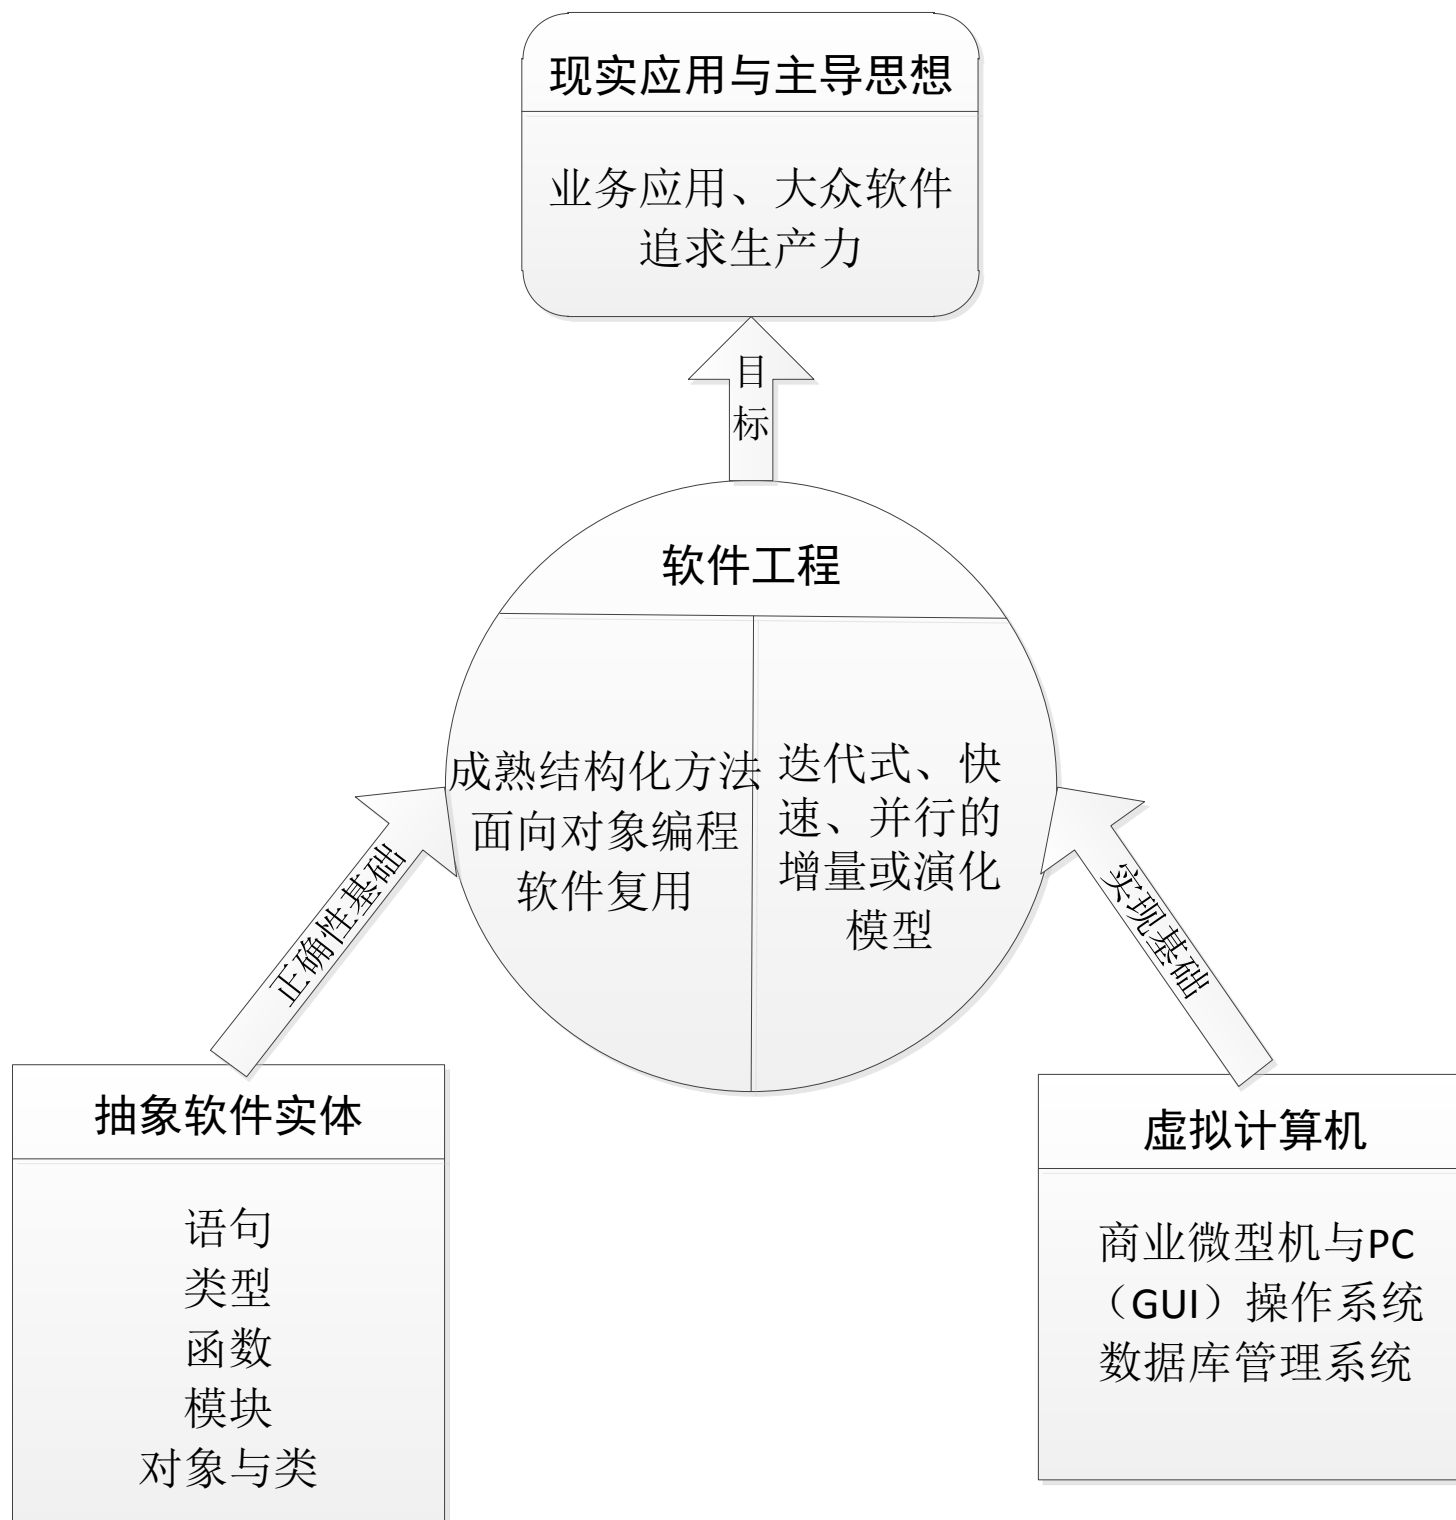 现实应用与主导思想
业务应用、大众软件
追求生产力
目
标
软件工程
成熟结构化方法
面向对象编程
软件复用
迭代式、快
速、并行的
增量或演化
模型
正确性基础
实现基础
抽象软件实体
语句
类型
函数
模块
对象与类
虚拟计算机
商业微型机与PC
（GUI）操作系统
数据库管理系统